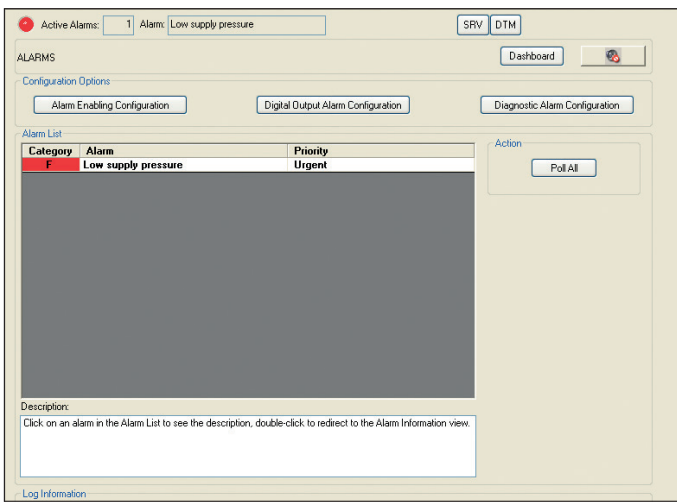 Active Alarms: 1 Alarm: Low supply pressure SRV DTM
ALARMS Dashboard
Configuration Options
Alarm Enabling Configuration Digital Output Alarm Configuration Diagnostic Alarm Configuration
Alarm List
Category Alarm Priority
F Low supply pressure Urgent
Action
Poll All
Description:
Click on an alarm in the Alarm List to see the description, double-click to redirect to the Alarm Information view.
Log Information